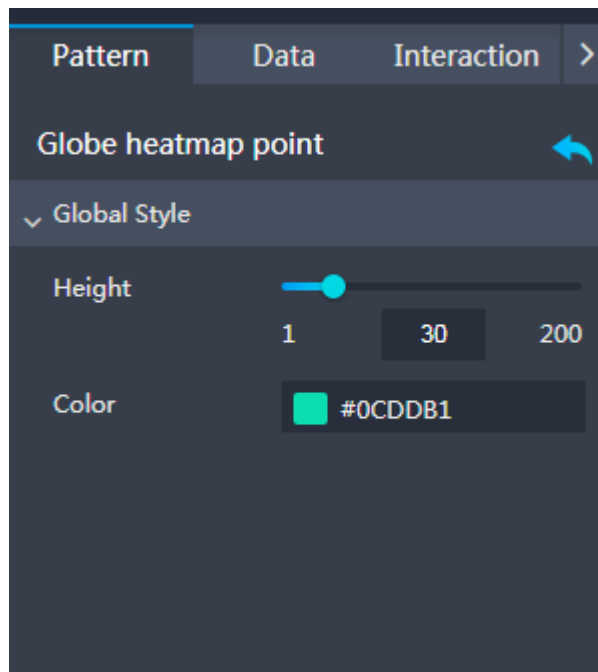 Pattern Data Interaction >
Globe heatmap point
Global Style
Height
1 30 200
Color #0CDDB1